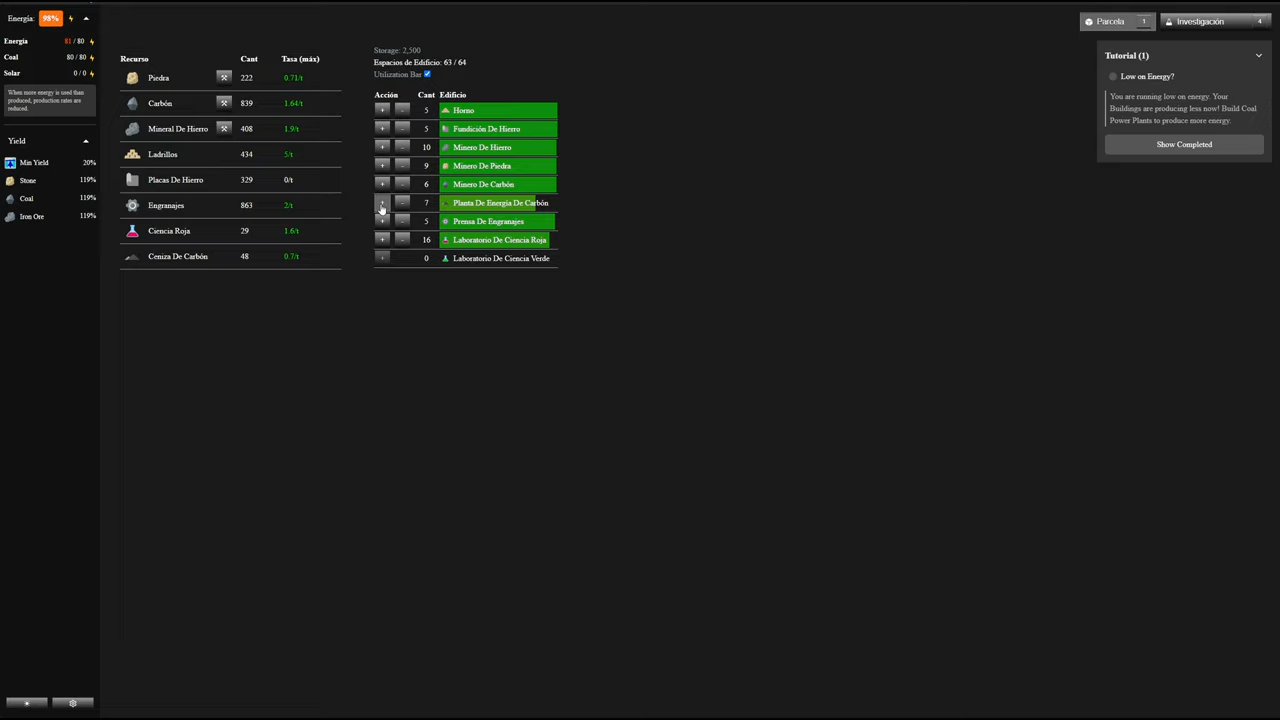 Energía: 98%
Energía 81 / 80
Coal 80 / 80
Solar 0 / 0
When more energy is used than
produced, production rates are
reduced.
Yield
Min Yield 20%
Stone 119%
Coal 119%
Iron Ore 119%
Recurso Cant Tasa (máx)
Piedra 222 0.71/t
Carbón 839 1.64/t
Mineral De Hierro 408 1.9/t
Ladrillos 434 5/t
Placas De Hierro 329 0/t
Engranajes 863 2/t
Ciencia Roja 29 1.6/t
Ceniza De Carbón 48 0.7/t
Storage: 2,500
Espacios de Edificio: 63 / 64
Utilization Bar
Acción Cant Edificio
+ - 5 Horno
+ - 5 Fundición De Hierro
+ - 10 Minero De Hierro
+ - 9 Minero De Piedra
+ - 6 Minero De Carbón
+ - 7 Planta De Energía De Carbón
+ - 5 Prensa De Engranajes
+ - 16 Laboratorio De Ciencia Roja
+ 0 Laboratorio De Ciencia Verde
Parcela 1
Investigación 4
Tutorial (1)
Low on Energy?
You are running low on energy. Your
Buildings are producing less now! Build Coal
Power Plants to produce more energy.
Show Completed